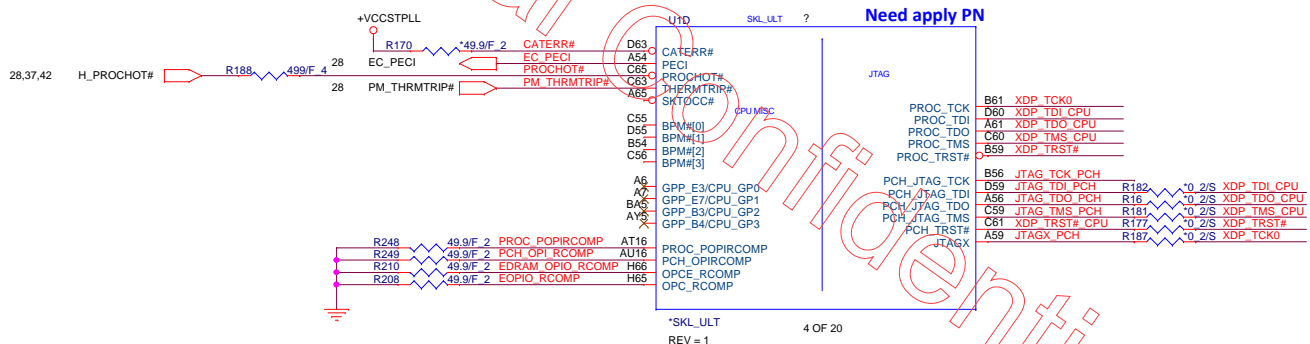 Need apply PN
+VCCSTPLL
U1D SKL_ULT ?
R170 *49.9/F_2 CATERR# D63 CATERR#
28 EC_PECI A54 PECI
28,37,42 H_PROCHOT# R188 499/F_4 PROCHOT# C65 PROCHOT#
28 PM_THRMTRIP# PM_THRMTRIP# C63 THERMTRIP#
A65 SKTOCC#
JTAG
CPU MISC
C55 BPM#[0]
D55 BPM#[1]
B54 BPM#[2]
C56 BPM#[3]
PROC_TCK B61 XDP_TCK0
PROC_TDI D60 XDP_TDI_CPU
PROC_TDO A61 XDP_TDO_CPU
PROC_TMS C60 XDP_TMS_CPU
PROC_TRST# B59 XDP_TRST#
A6 GPP_E3/CPU_GP0
A7 GPP_E7/CPU_GP1
BA5 GPP_B3/CPU_GP2
AY5 GPP_B4/CPU_GP3
PCH_JTAG_TCK B56 JTAG_TCK_PCH
PCH_JTAG_TDI D59 JTAG_TDI_PCH R182 *0_2/S XDP_TDI_CPU
PCH_JTAG_TDO A56 JTAG_TDO_PCH R16 *0_2/S XDP_TDO_CPU
PCH_JTAG_TMS C59 JTAG_TMS_PCH R181 *0_2/S XDP_TMS_CPU
PCH_TRST# C61 XDP_TRST#_CPU R177 *0_2/S XDP_TRST#
JTAGX A59 JTAGX_PCH R187 *0_2/S XDP_TCK0
R248 49.9/F_2 PROC_POPIRCOMP AT16 PROC_POPIRCOMP
R249 49.9/F_2 PCH_OPI_RCOMP AU16 PCH_OPIRCOMP
R210 49.9/F_2 EDRAM_OPIO_RCOMP H66 OPCE_RCOMP
R208 49.9/F_2 EOPIO_RCOMP H65 OPC_RCOMP
*SKL_ULT 4 OF 20
REV = 1
Confidenti